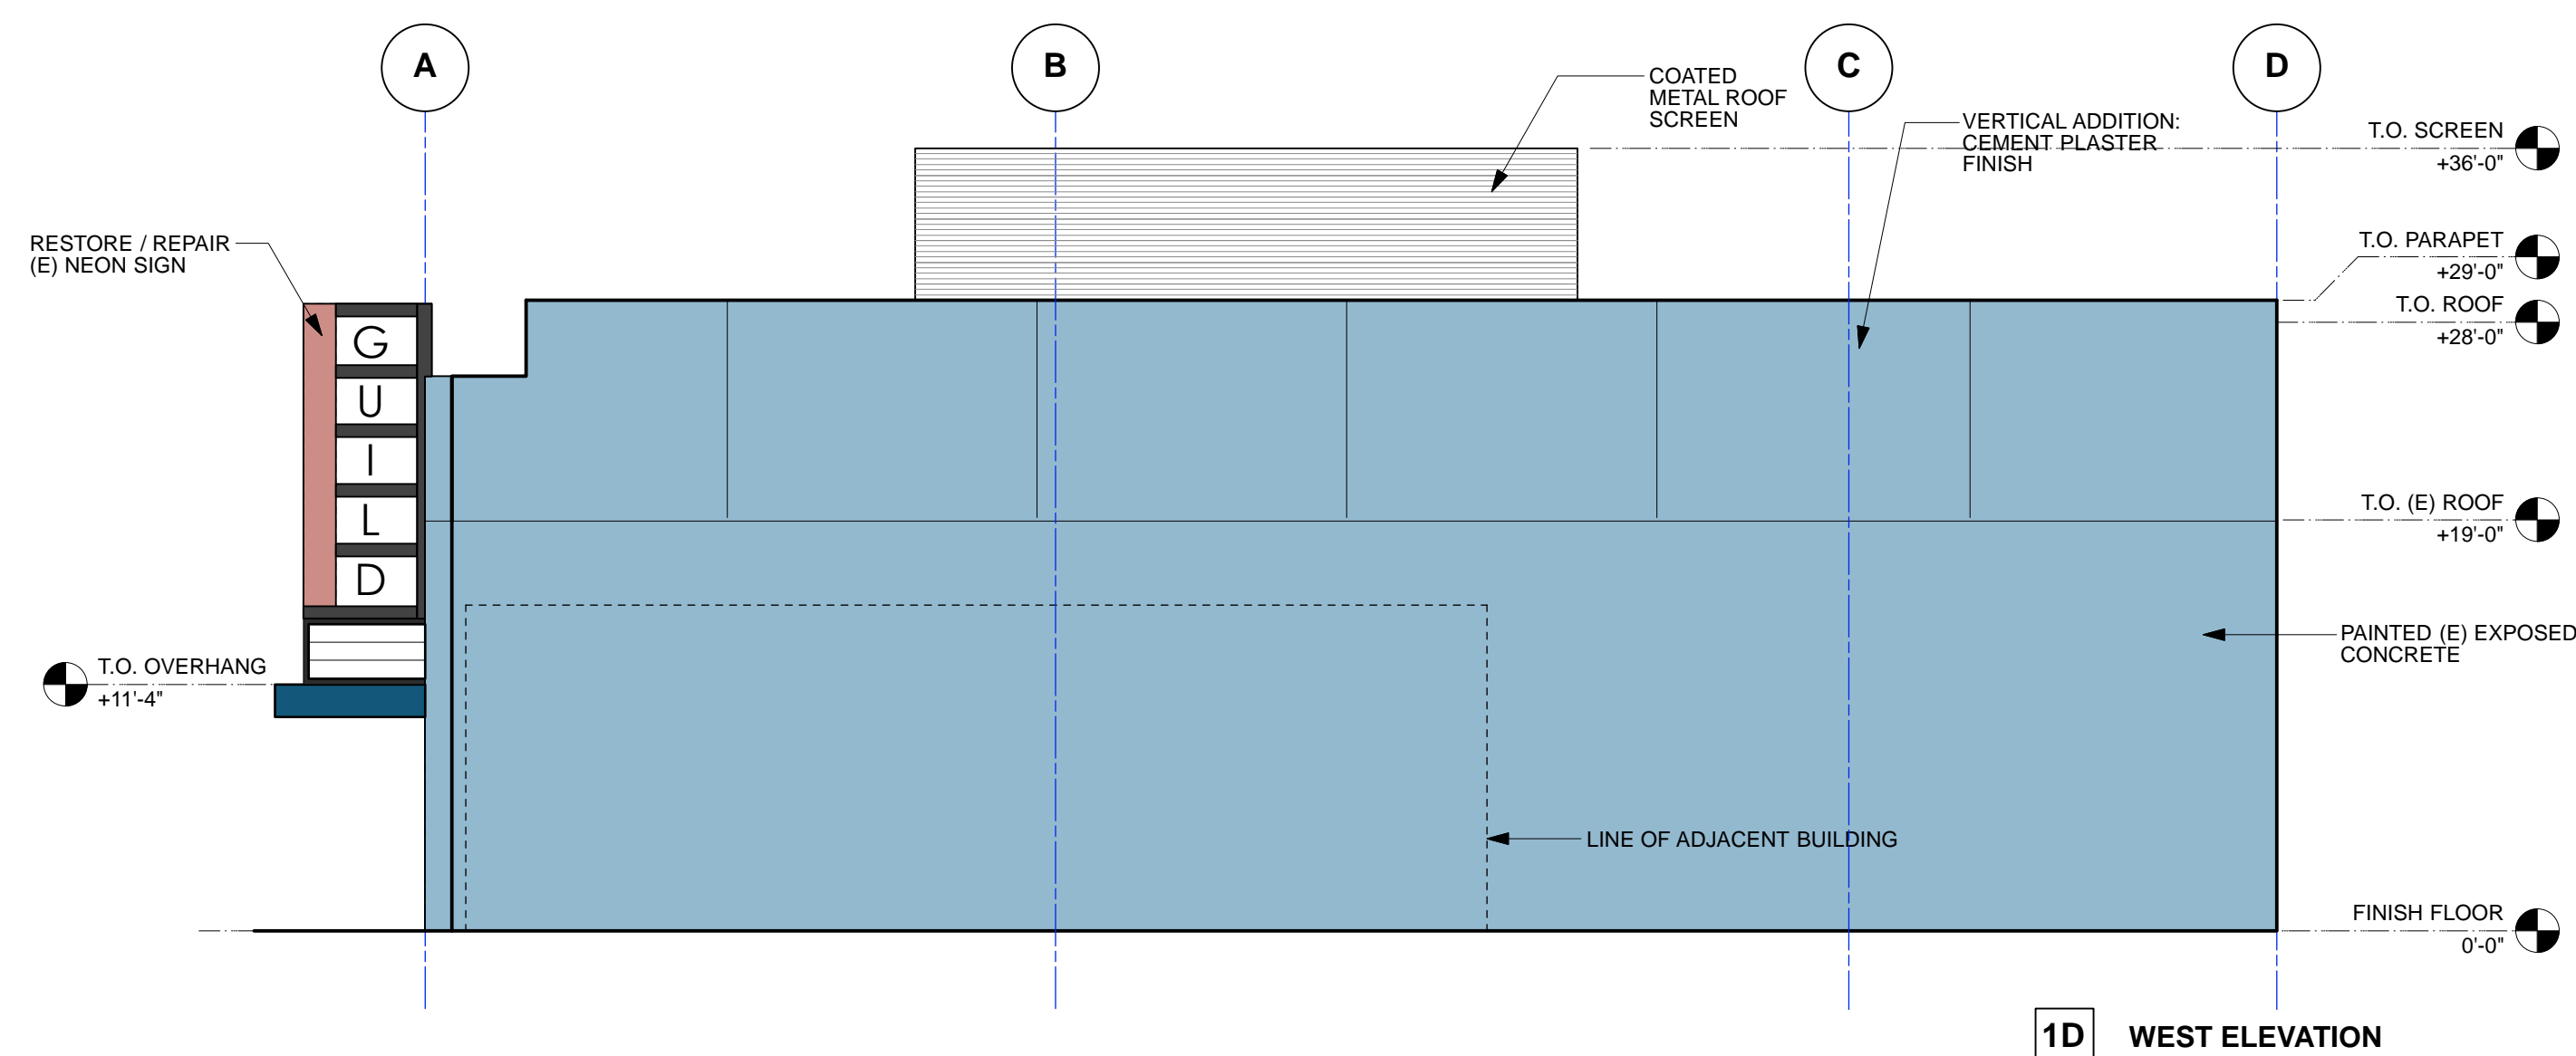 A
B
C
D
COATED
METAL ROOF
SCREEN
VERTICAL ADDITION:
CEMENT PLASTER
FINISH
T.O. SCREEN
+36'-0"
RESTORE / REPAIR
(E) NEON SIGN
T.O. PARAPET
+29'-0"
T.O. ROOF
+28'-0"
G
U
I
L
D
T.O. (E) ROOF
+19'-0"
PAINTED (E) EXPOSED
CONCRETE
T.O. OVERHANG
+11'-4"
LINE OF ADJACENT BUILDING
FINISH FLOOR
0'-0"
1D WEST ELEVATION